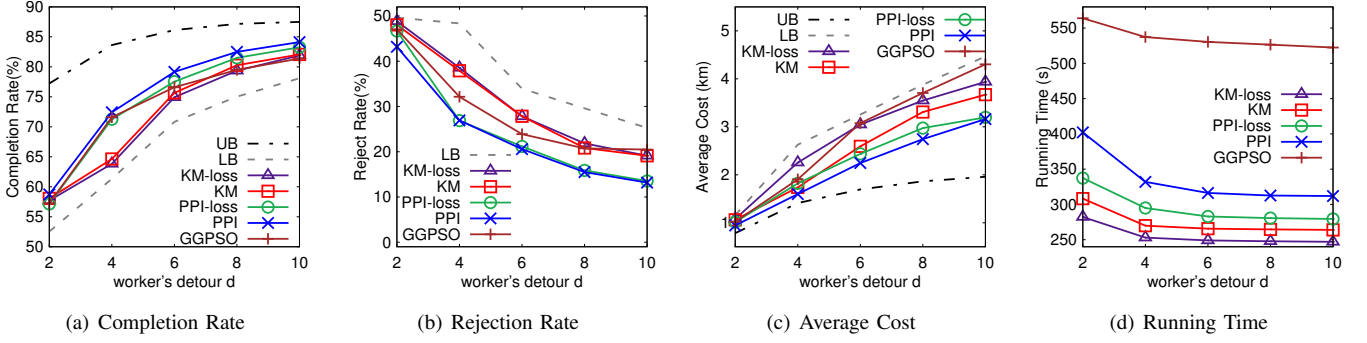 Completion Rate(%)
90
85
80
75
70
65
60
55
50
UB
LB
KM-loss
KM
PPI-loss
PPI
GGPSO
2 4 6 8 10
worker's detour d
(a) Completion Rate
Reject Rate(%)
50
40
30
20
10
0
LB
KM-loss
KM
PPI-loss
PPI
GGPSO
2 4 6 8 10
worker's detour d
(b) Rejection Rate
Average Cost (km)
5
4
3
2
1
UB
LB
KM-loss
KM
PPI-loss
PPI
GGPSO
2 4 6 8 10
worker's detour d
(c) Average Cost
Running Time (s)
550
500
450
400
350
300
250
KM-loss
KM
PPI-loss
PPI
GGPSO
2 4 6 8 10
worker's detour d
(d) Running Time